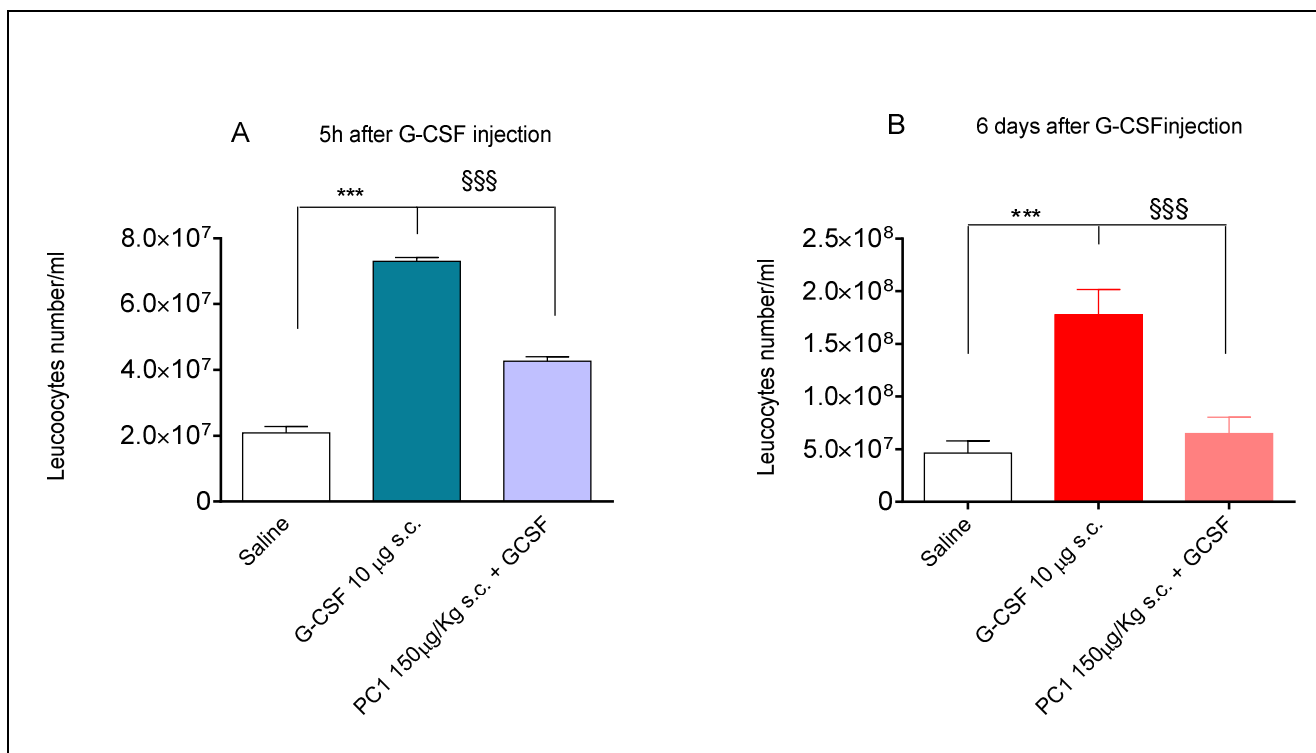 A
5h after G-CSF injection
***
§§§
8.0×10⁷
6.0×10⁷
4.0×10⁷
2.0×10⁷
0
Leucoocytes number/ml
Saline
G-CSF 10 μg s.c.
PC1 150μg/Kg s.c. + GCSF
B
6 days after G-CSFinjection
***
§§§
2.5×10⁸
2.0×10⁸
1.5×10⁸
1.0×10⁸
5.0×10⁷
0
Leucocytes number/ml
Saline
G-CSF 10 μg s.c.
PC1 150μg/Kg s.c. + GCSF